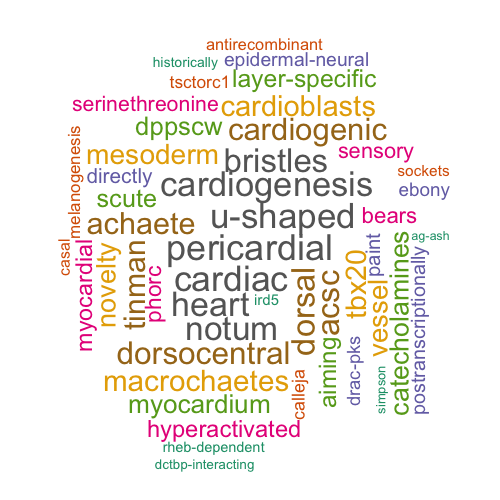 antirecombinant
historically
epidermal-neural
tsctorc1
layer-specific
serinethreonine
cardioblasts
dppscw
cardiogenic
melanogenesis
mesoderm
bristles
sensory
directly
cardiogenesis
sockets
scute
ebony
achaete
u-shaped
bears
casal
myocardial
novelty
tinman
phorc
pericardial
cardiac
heart
ird5
notum
dorsal
acsc
tbx20
paint
vessel
catecholamines
ag-ash
postranscriptionally
dorsocentral
aiming
drac-pks
simpson
macrochaetes
calleja
myocardium
hyperactivated
rheb-dependent
dctbp-interacting